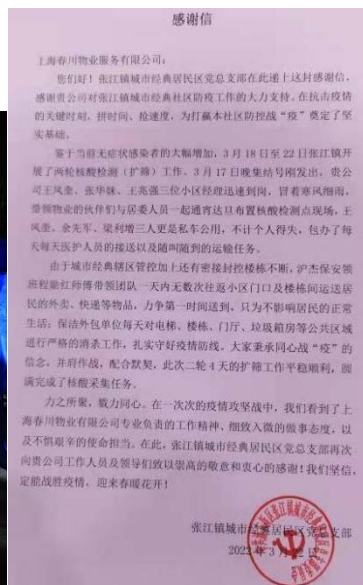 感谢信
上海春川物业服务有限公司：
您们好！张江镇城市经典居民区党总支部在此递上这封感谢信，
感谢贵公司对张江镇城市经典社区防疫工作的大力支持。在抗击疫情
的关键时刻，拼时间、抢速度，为打赢本社区防控战“疫”奠定了坚
实基础。
鉴于当前无症状感染者的大幅增加，3月18日至22日张江镇开
展了两轮核酸检测（扩筛）工作。3月17日晚集结号刚发出，贵公
司王凤奎、张华妹、王亮强三位小区经理迅速到岗，冒着寒风细雨，
带领物业的伙伴们与居委人员一起通宵达旦布置核酸检测点现场，王
凤奎、金先军、梁利增三人更是私车公用，不计个人得失，包办了每
天每天医护人员的接送以及随叫随到的运输任务。
由于城市经典辖区管控加上还有密接封控楼栋不断，沪杰保安领
班程能红师傅带领团队一天内无数次往返小区门口及楼栋间运送居
民的外卖、快递等物品，力争第一时间送到，只为不影响居民的正常
生活；保洁外包单位每天对电梯、楼栋、门厅、垃圾箱房等公共区域
进行严格的消杀工作，扎实守好疫情防线。大家秉承同心战“疫”的
信念，并肩作战，配合默契，此次二轮4天的扩筛工作平稳顺利，圆
满完成了核酸采集任务。
力之所聚，戮力同心。在一次次的疫情攻坚战中，我们看到了上
海春川物业有限公司专业负责的工作精神、细致入微的做事态度，以
及不惧艰辛的使命担当。在此，张江镇城市经典居民区党总支部再次
向贵公司工作人员及领导们致以崇高的敬意和衷心的感谢！我们坚信，
定能战胜疫情，迎来春暖花开！
张江镇城市经典居民区党总支部
2022年3月22日